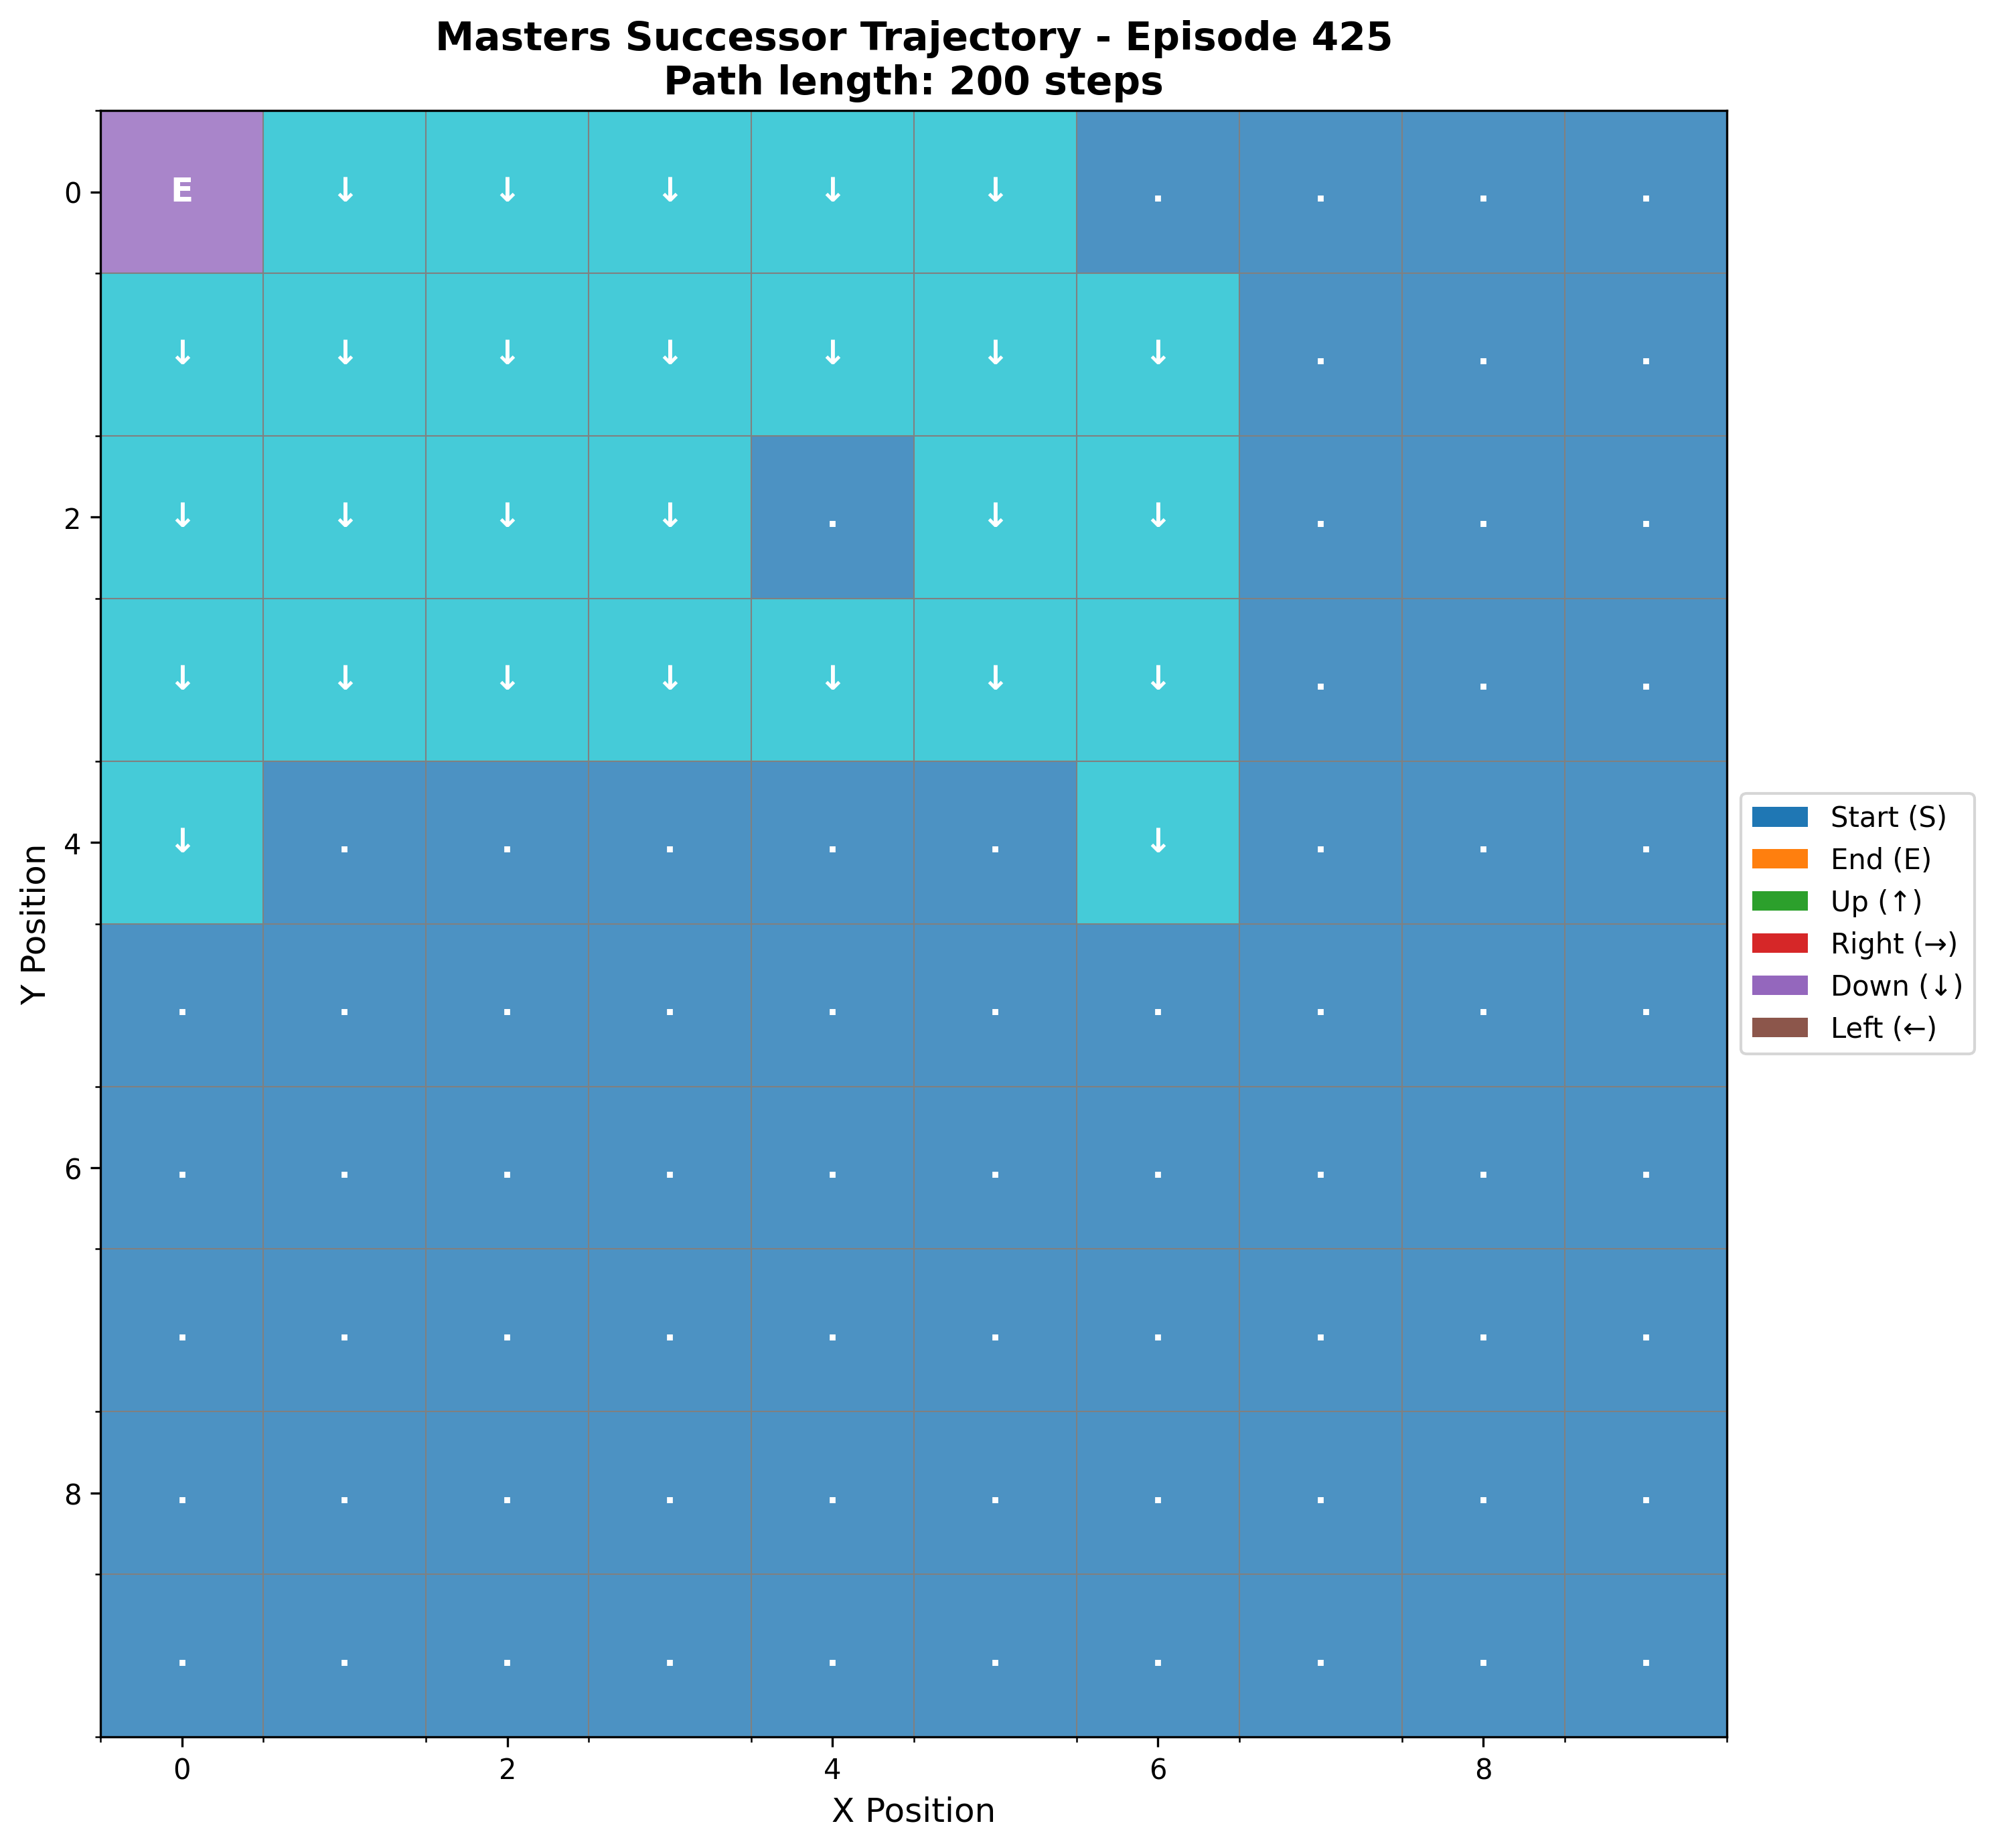 Masters Successor Trajectory - Episode 425
Path length: 200 steps
0 E ↓ ↓ ↓ ↓ ↓ . . . .
↓ ↓ ↓ ↓ ↓ ↓ ↓ . . .
2 ↓ ↓ ↓ ↓ . ↓ ↓ . . .
↓ ↓ ↓ ↓ ↓ ↓ ↓ . . .
4 ↓ . . . . . ↓ . . .
. . . . . . . . . .
6 . . . . . . . . . .
. . . . . . . . . .
8 . . . . . . . . . .
. . . . . . . . . .
0 2 4 6 8
X Position
Y Position
Start (S)
End (E)
Up (↑)
Right (→)
Down (↓)
Left (←)